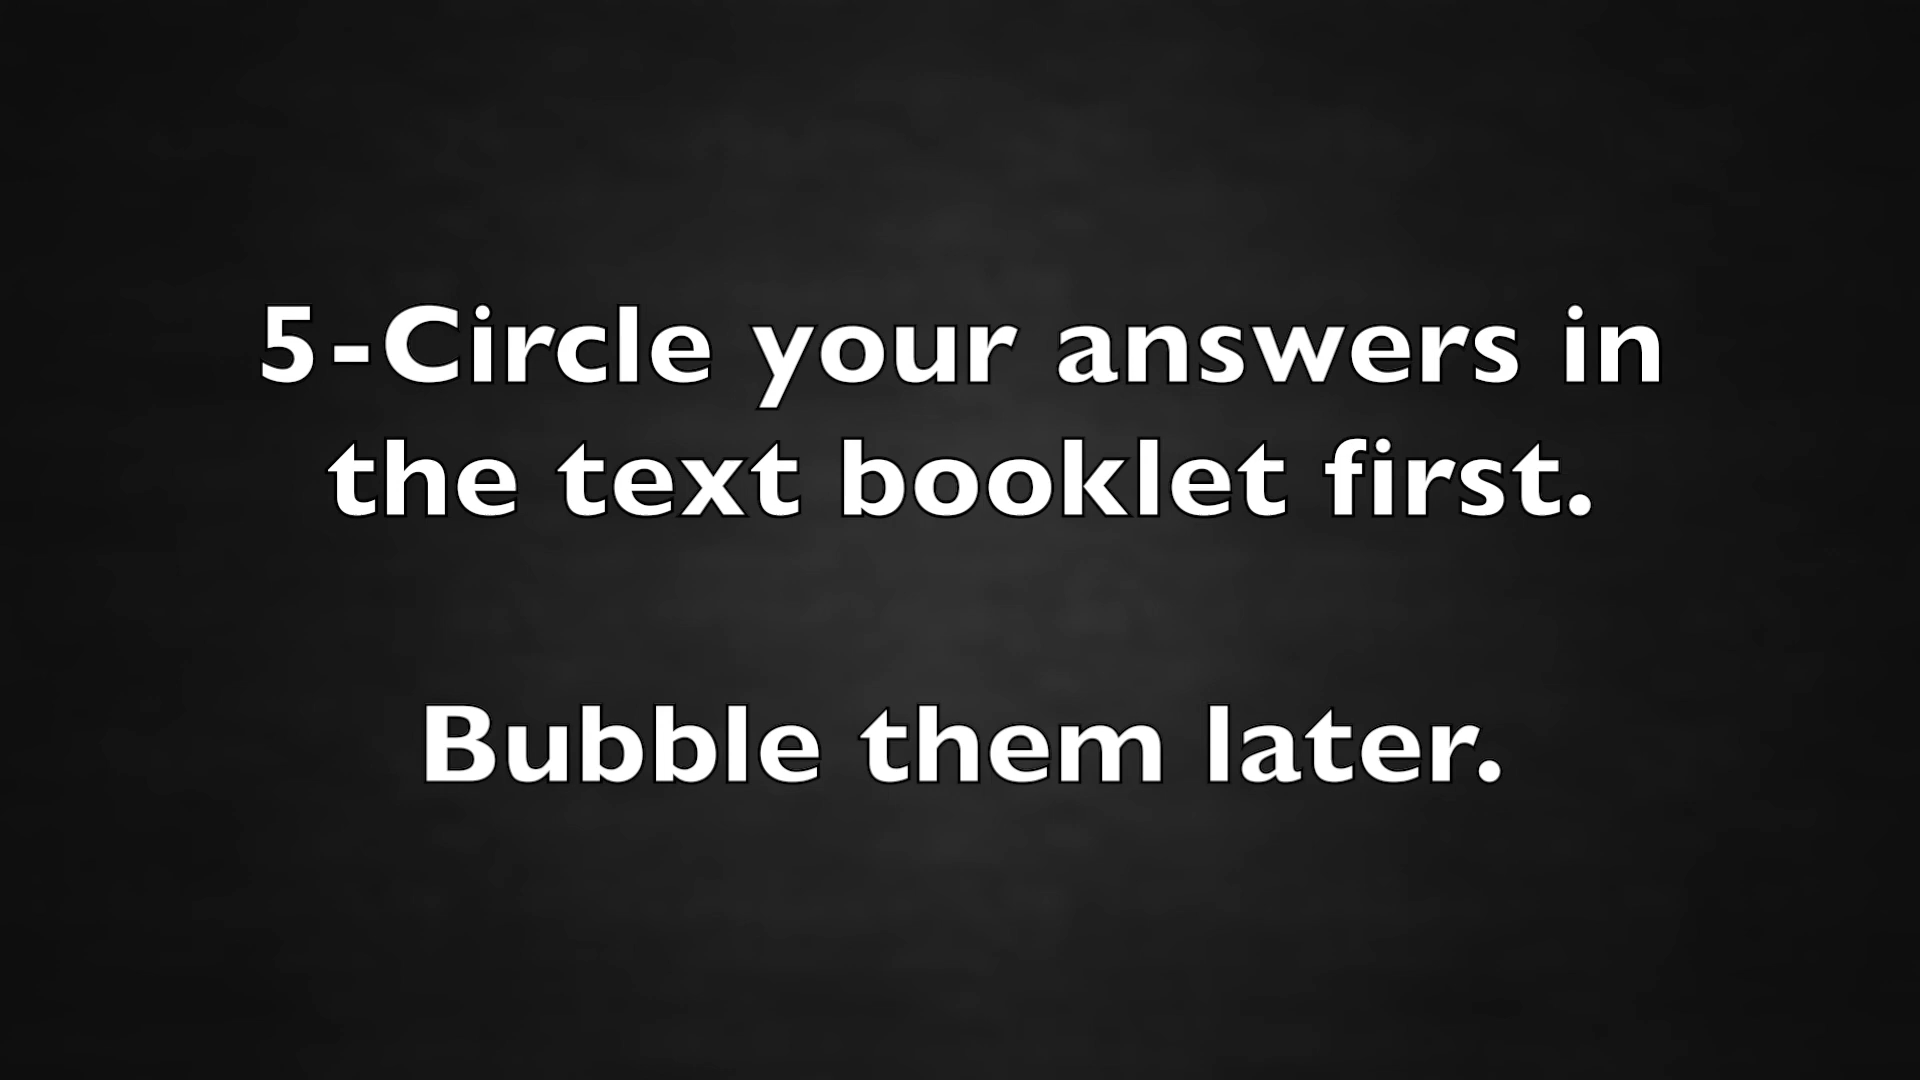 5-Circle your answers in
the text booklet first.
Bubble them later.